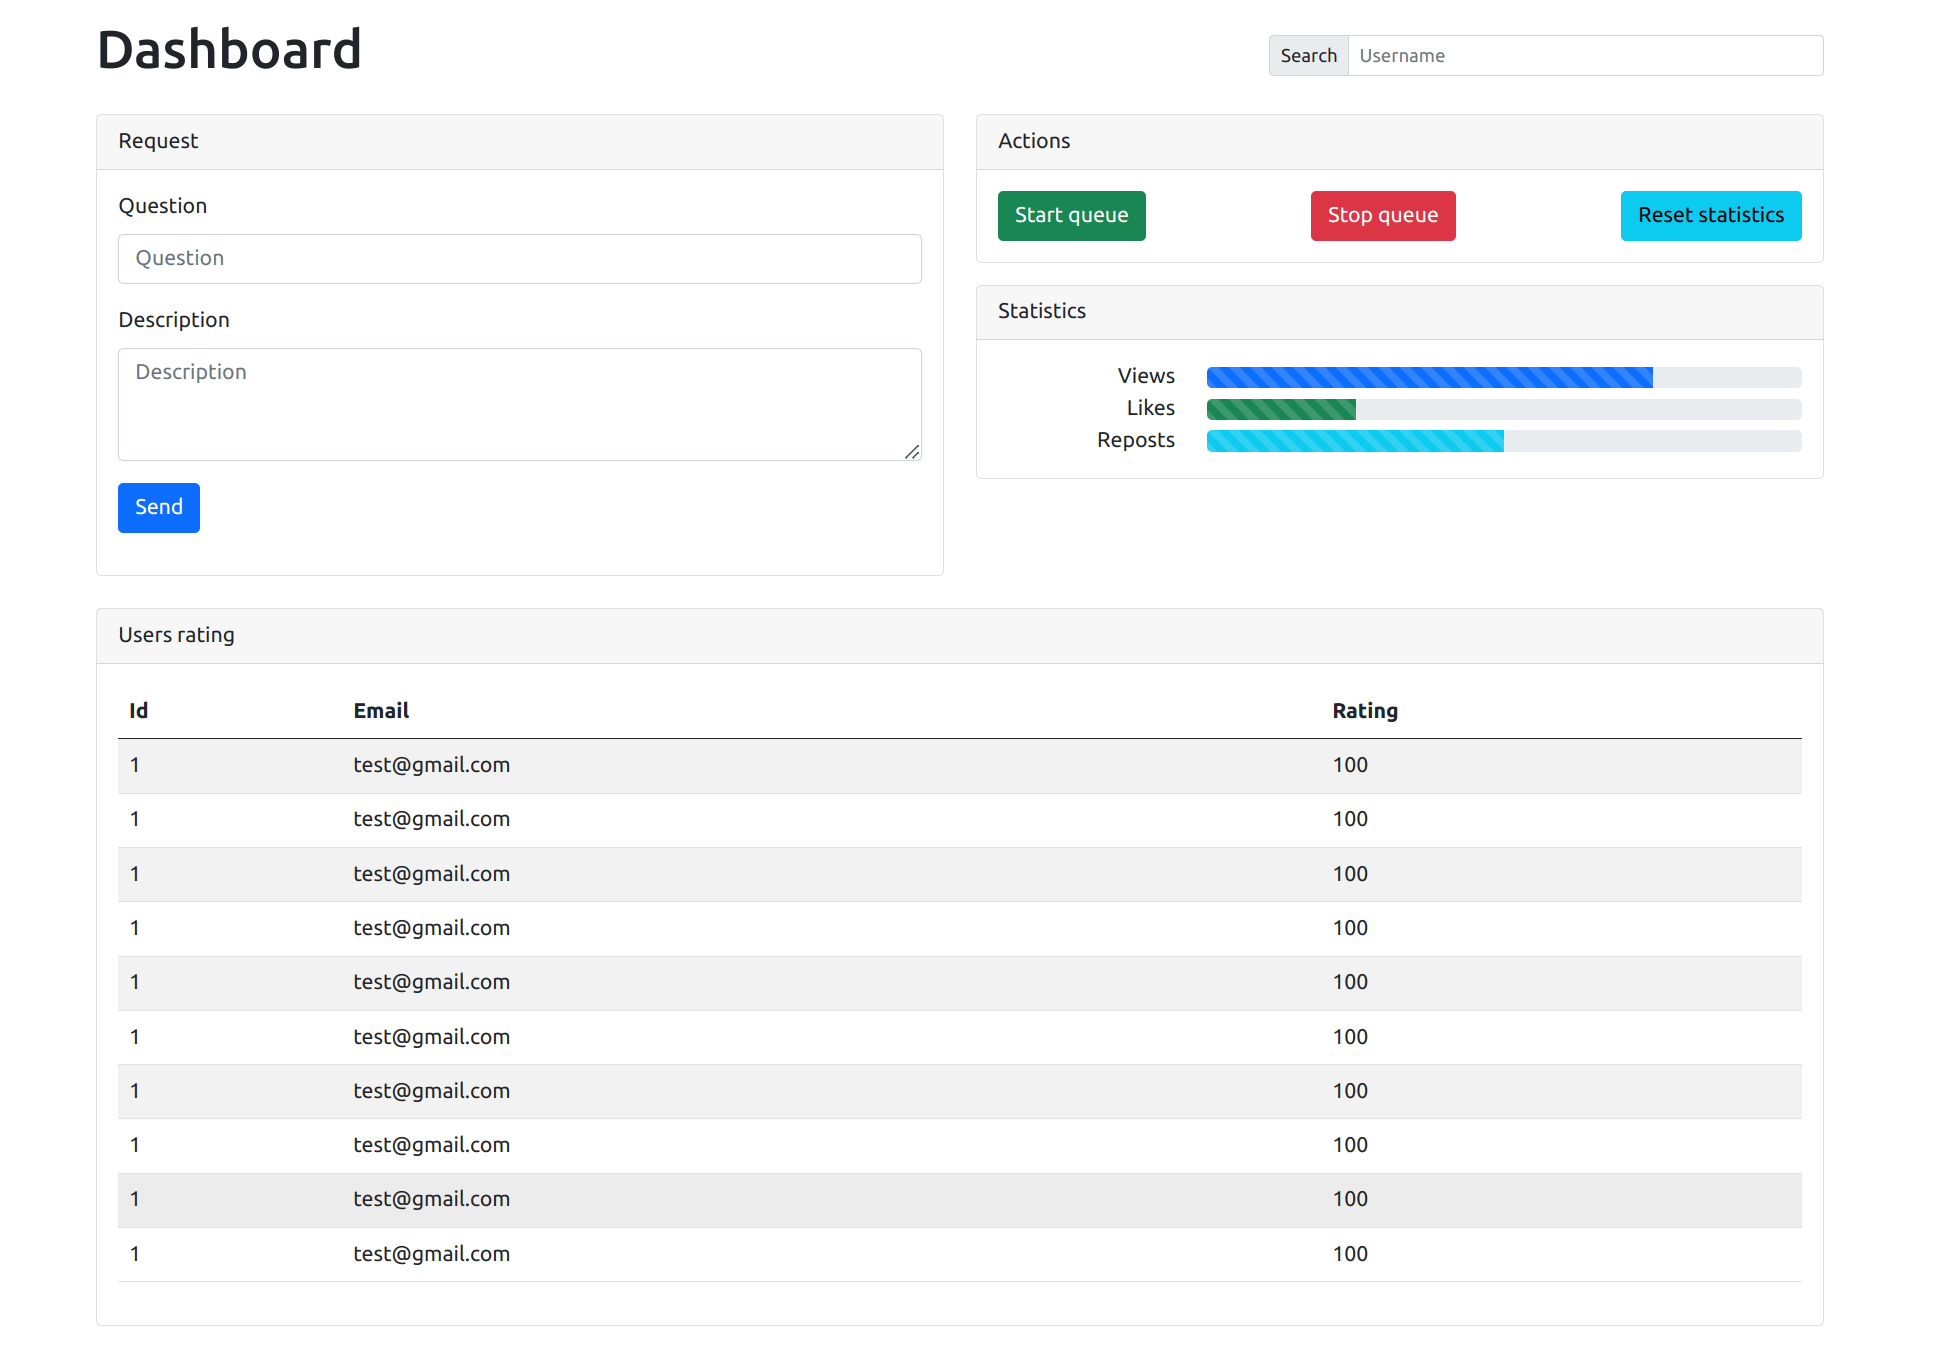 Dashboard
Search Username
Request
Question
Question
Description
Description
Send
Actions
Start queue Stop queue Reset statistics
Statistics
Views
Likes
Reposts
Users rating
Id Email Rating
1 test@gmail.com 100
1 test@gmail.com 100
1 test@gmail.com 100
1 test@gmail.com 100
1 test@gmail.com 100
1 test@gmail.com 100
1 test@gmail.com 100
1 test@gmail.com 100
1 test@gmail.com 100
1 test@gmail.com 100